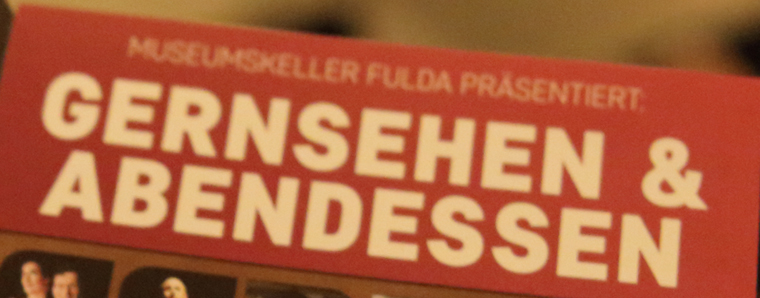 MUSEUMSKELLER FULDA PRÄSENTIERT:
GERNSEHEN &
ABENDESSEN